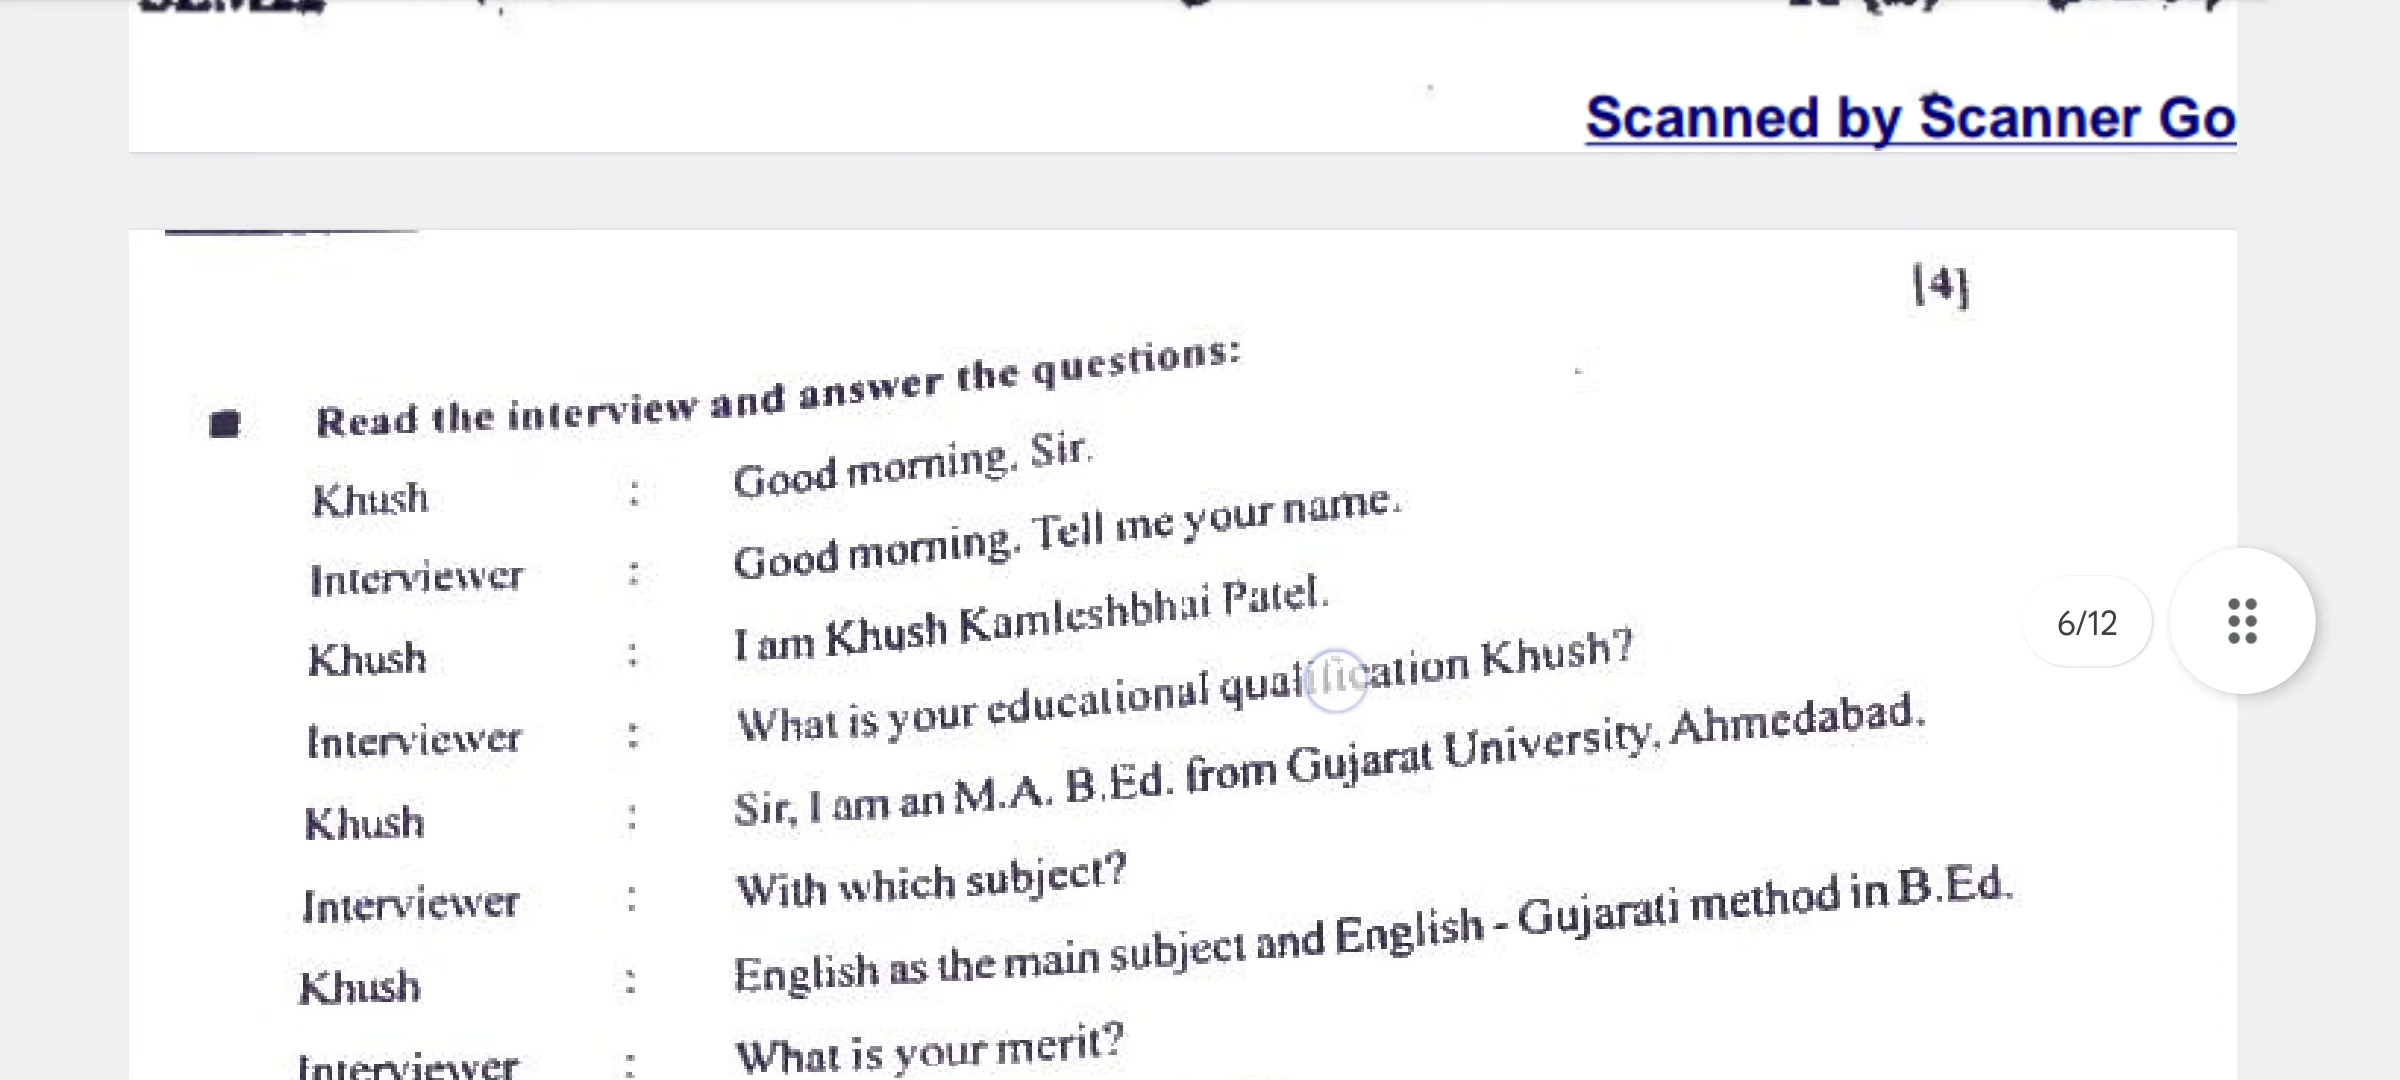 Scanned by Scanner Go
[4]
Read the interview and answer the questions:
Khush : Good morning, Sir.
Interviewer : Good morning. Tell me your name.
Khush : I am Khush Kamleshbhai Patel.
Interviewer : What is your educational qualification Khush?
Khush : Sir, I am an M.A. B.Ed. from Gujarat University, Ahmedabad.
Interviewer : With which subject?
Khush : English as the main subject and English - Gujarati method in B.Ed.
Interviewer : What is your merit?
6/12